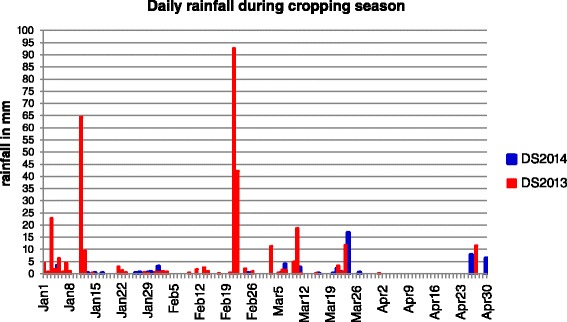 Daily rainfall during cropping season
rainfall in mm
100
95
90
85
80
75
70
65
60
55
50
45
40
35
30
25
20
15
10
5
0
Jan1
Jan8
Jan15
Jan22
Jan29
Feb5
Feb12
Feb19
Feb26
Mar5
Mar12
Mar19
Mar26
Apr2
Apr9
Apr16
Apr23
Apr30
DS2014
DS2013